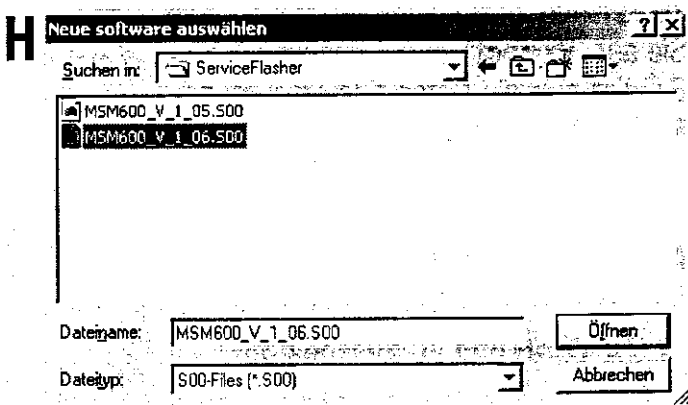 H
Neue software auswählen
Suchen in: ServiceFlasher
MSM600_V_1_05.S00
MSM600_V_1_06.S00
Dateiname: MSM600_V_1_06.S00 Öffnen
Dateityp: S00-Files (*.S00) Abbrechen